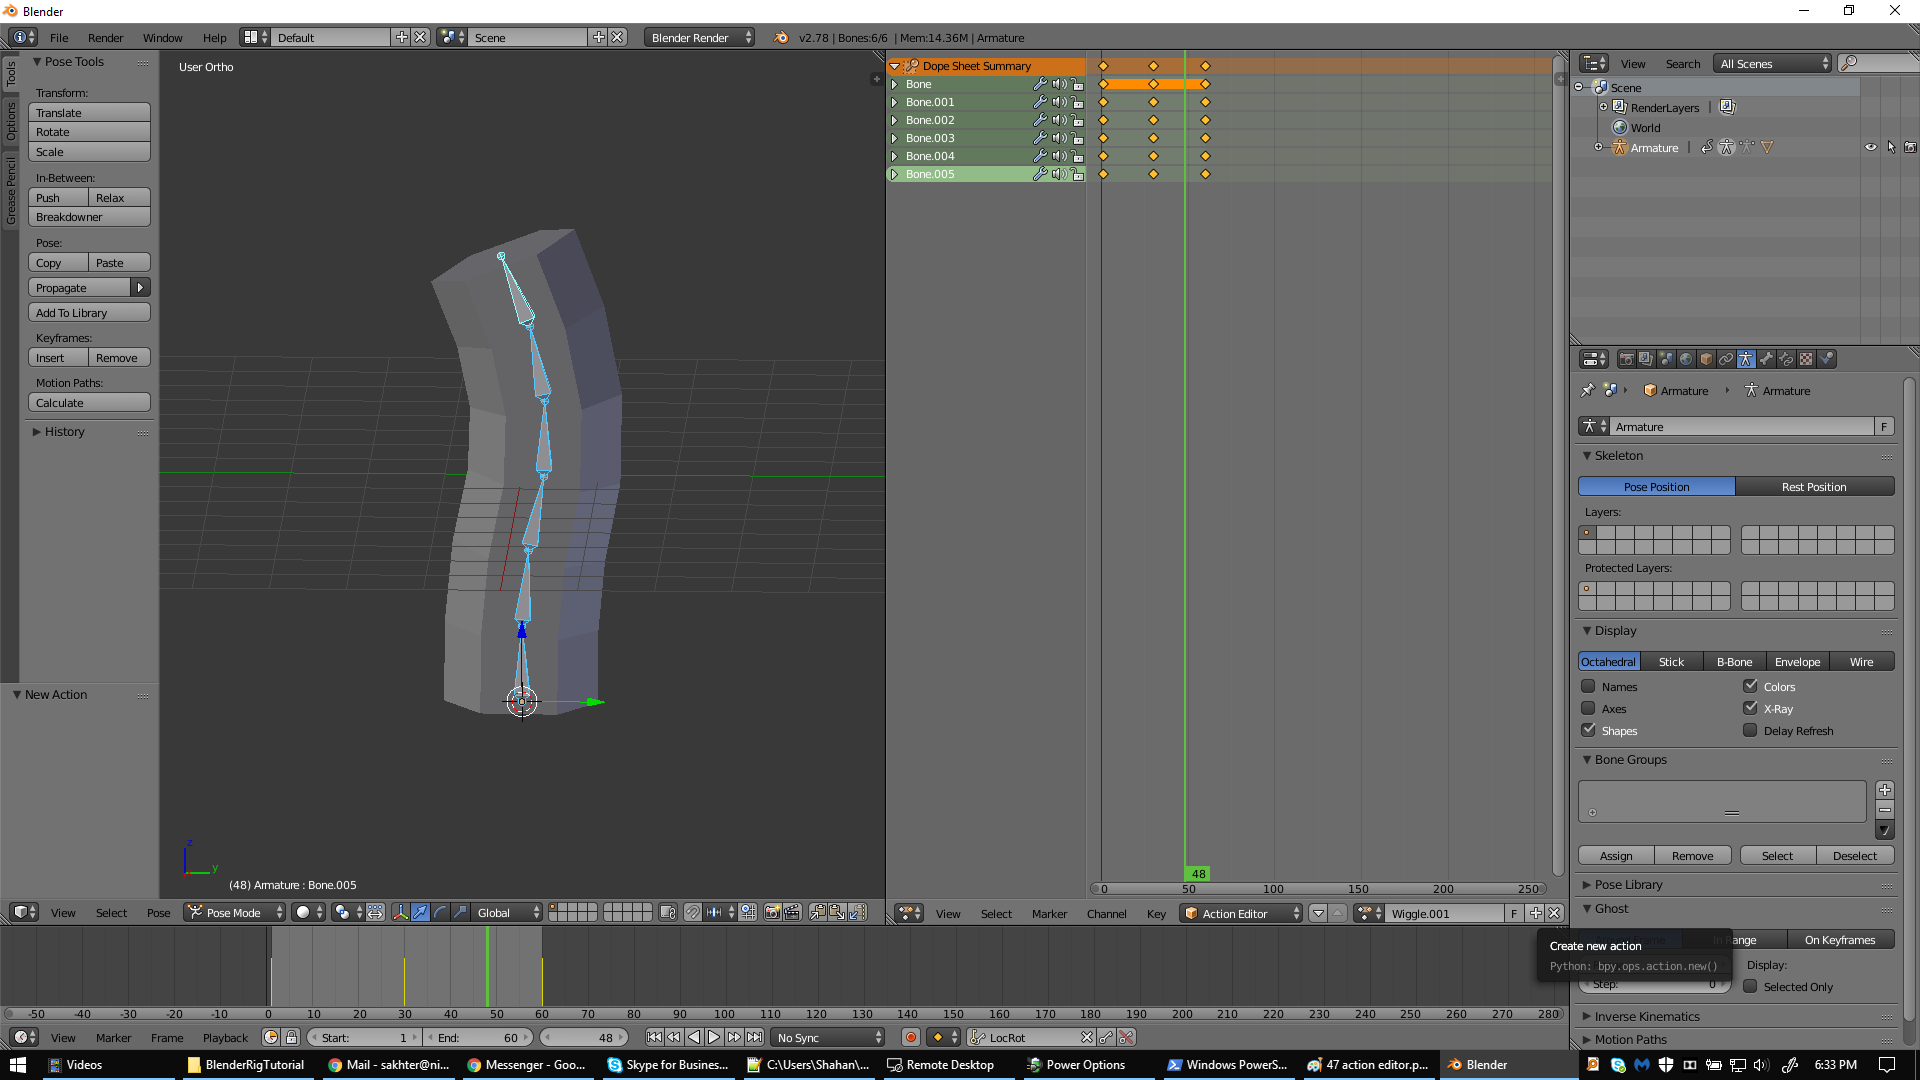 Blender
File Render Window Help Default Scene Blender Render v2.78 | Bones:6/6 | Mem:14.36M | Armature
Tools
Options
Grease Pencil
Pose Tools
Transform:
Translate
Rotate
Scale
In-Between:
Push Relax
Breakdowner
Pose:
Copy Paste
Propagate
Add To Library
Keyframes:
Insert Remove
Motion Paths:
Calculate
History
New Action
User Ortho
z
y
(48) Armature : Bone.005
View Select Pose Pose Mode Global
Dope Sheet Summary
Bone
Bone.001
Bone.002
Bone.003
Bone.004
Bone.005
48
0 50 100 150 200 250
View Select Marker Channel Key Action Editor Wiggle.001 F
View Search All Scenes
Scene
RenderLayers |
World
Armature |
Armature Armature
Armature F
Skeleton
Pose Position Rest Position
Layers:
Protected Layers:
Display
Octahedral Stick B-Bone Envelope Wire
Names Colors
Axes X-Ray
Shapes Delay Refresh
Bone Groups
Assign Remove Select Deselect
Pose Library
Ghost
Range On Keyframes
Create new action
Python: bpy.ops.action.new()
Display:
Step: 0 Selected Only
Inverse Kinematics
Motion Paths
-50 -40 -30 -20 -10 0 10 20 30 40 50 60 70 80 90 100 110 120 130 140 150 160 170 180 190 200 210 220 230 240 250 260 270 280
View Marker Frame Playback Start: 1 End: 60 48 No Sync LocRot
Videos BlenderRigTutorial Mail - sakhter@ni... Messenger - Goo... Skype for Busines... C:\Users\Shahan/... Remote Desktop Power Options Windows PowerS... 47 action editor.p... Blender 6:33 PM